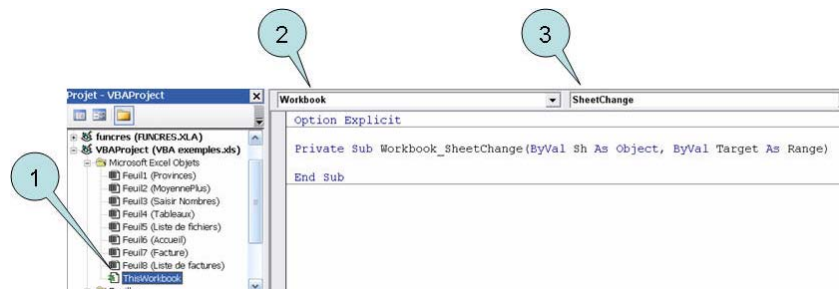 2
3
1
Projet - VBAProject
funcres (FUNCRES.XLA)
VBAProject (VBA exemples.xls)
Microsoft Excel Objets
Feuil1 (Provinces)
Feuil2 (MoyennePlus)
Feuil3 (Saisir Nombres)
Feuil4 (Tableaux)
Feuil5 (Liste de fichiers)
Feuil6 (Accueil)
Feuil7 (Facture)
Feuil8 (Liste de factures)
ThisWorkbook
Workbook
SheetChange
Option Explicit
Private Sub Workbook_SheetChange(ByVal Sh As Object, ByVal Target As Range)
End Sub